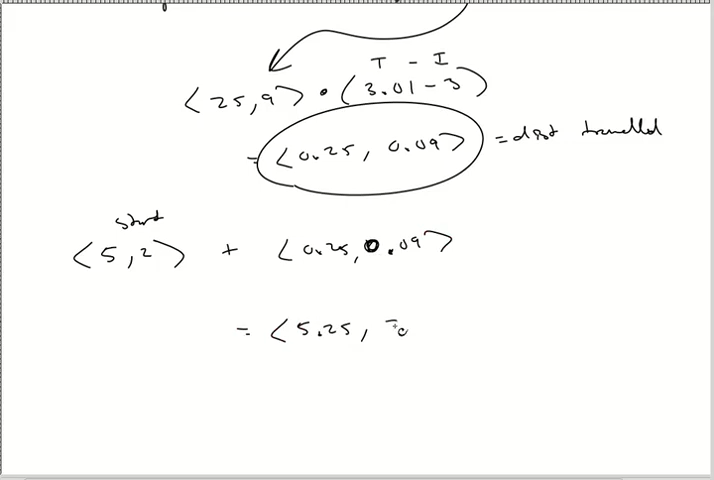 T - I
⟨25, 9⟩ • (3.01 - 3)
= ⟨0.25, 0.09⟩ = dist travelled
start
⟨5, 2⟩ + ⟨0.25, 0.09⟩
= ⟨5.25,